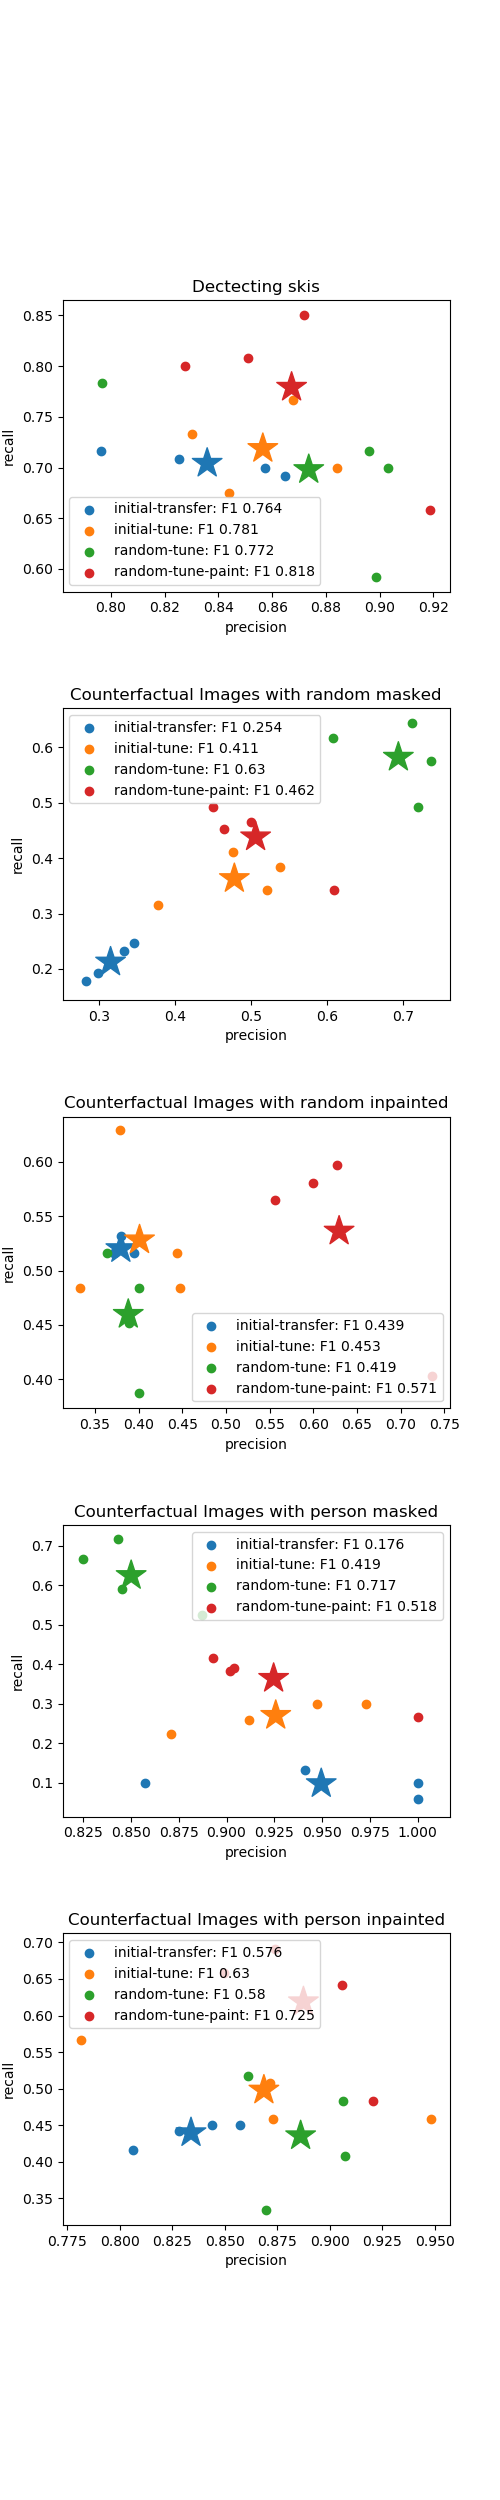 Dectecting skis
0.85
0.80
0.75
0.70
0.65
0.60
recall
initial-transfer: F1 0.764
initial-tune: F1 0.781
random-tune: F1 0.772
random-tune-paint: F1 0.818
0.80 0.82 0.84 0.86 0.88 0.90 0.92
precision
Counterfactual Images with random masked
0.6
0.5
0.4
0.3
0.2
recall
initial-transfer: F1 0.254
initial-tune: F1 0.411
random-tune: F1 0.63
random-tune-paint: F1 0.462
0.3 0.4 0.5 0.6 0.7
precision
Counterfactual Images with random inpainted
0.60
0.55
0.50
0.45
0.40
recall
initial-transfer: F1 0.439
initial-tune: F1 0.453
random-tune: F1 0.419
random-tune-paint: F1 0.571
0.35 0.40 0.45 0.50 0.55 0.60 0.65 0.70 0.75
precision
Counterfactual Images with person masked
0.7
0.6
0.5
0.4
0.3
0.2
0.1
recall
initial-transfer: F1 0.176
initial-tune: F1 0.419
random-tune: F1 0.717
random-tune-paint: F1 0.518
0.825 0.850 0.875 0.900 0.925 0.950 0.975 1.000
precision
Counterfactual Images with person inpainted
0.70
0.65
0.60
0.55
0.50
0.45
0.40
0.35
recall
initial-transfer: F1 0.576
initial-tune: F1 0.63
random-tune: F1 0.58
random-tune-paint: F1 0.725
0.775 0.800 0.825 0.850 0.875 0.900 0.925 0.950
precision